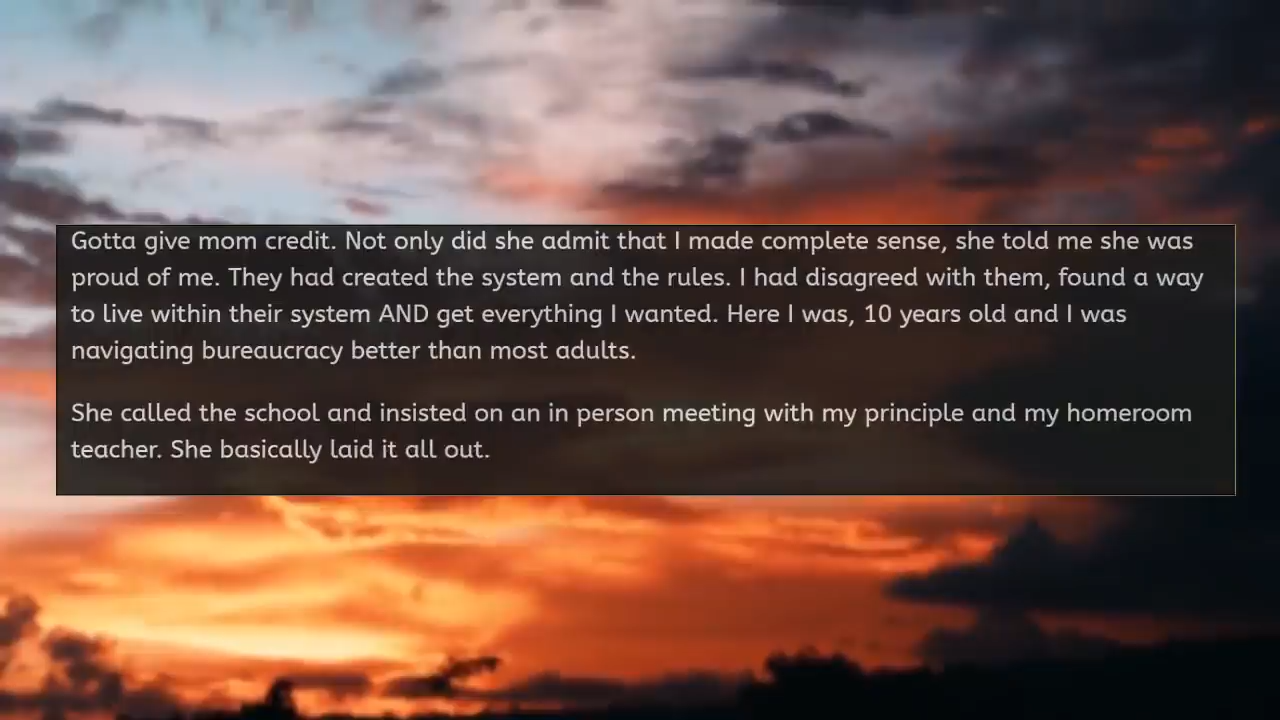 Gotta give mom credit. Not only did she admit that I made complete sense, she told me she was
proud of me. They had created the system and the rules. I had disagreed with them, found a way
to live within their system AND get everything I wanted. Here I was, 10 years old and I was
navigating bureaucracy better than most adults.
She called the school and insisted on an in person meeting with my principle and my homeroom
teacher. She basically laid it all out.